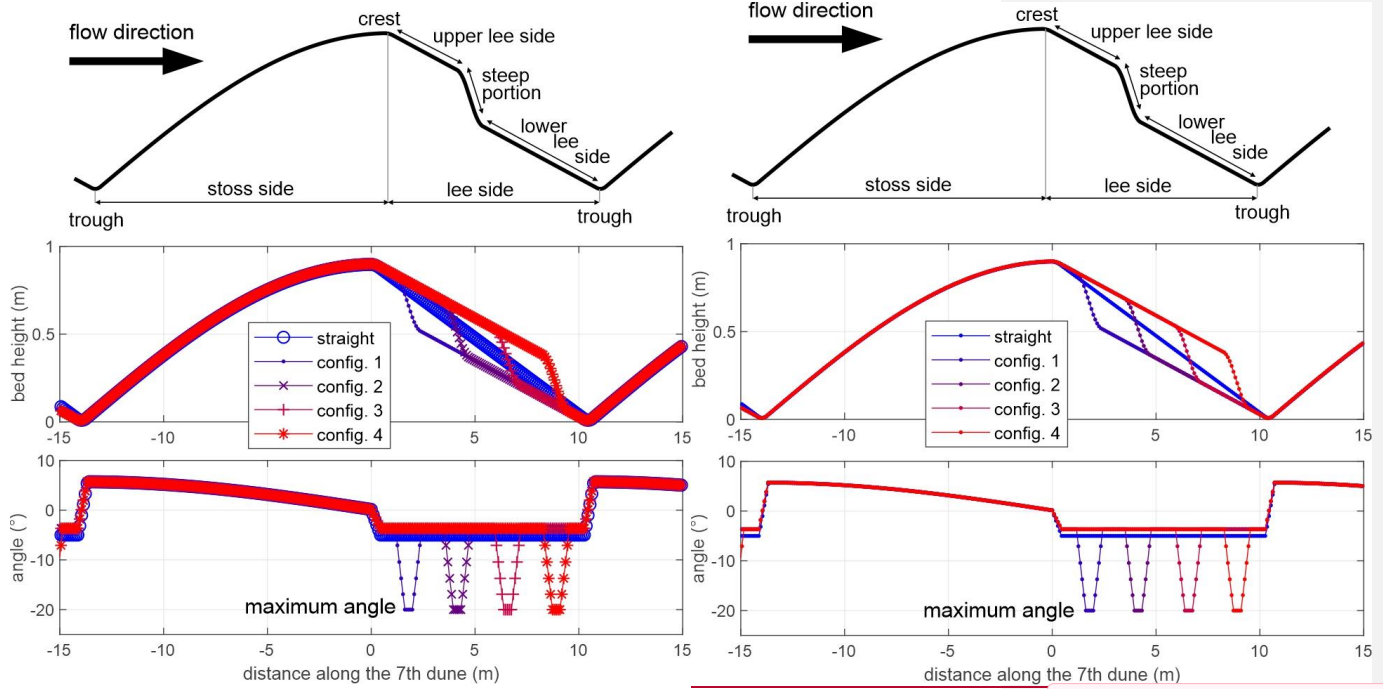 flow direction
crest
upper lee side
steep
portion
lower
lee
side
stoss side
lee side
trough
trough
1
0.5
0
bed height (m)
straight
config. 1
config. 2
config. 3
config. 4
-15
-10
-5
0
5
10
15
10
0
-10
-20
angle (°)
maximum angle
-15
-10
-5
0
5
10
15
distance along the 7th dune (m)
flow direction
crest
upper lee side
steep
portion
lower
lee
side
stoss side
lee side
trough
trough
1
0.5
0
bed height (m)
straight
config. 1
config. 2
config. 3
config. 4
-15
-10
5
10
15
10
0
-10
-20
angle (°)
maximum angle
-15
-10
-5
0
5
10
15
distance along the 7th dune (m)